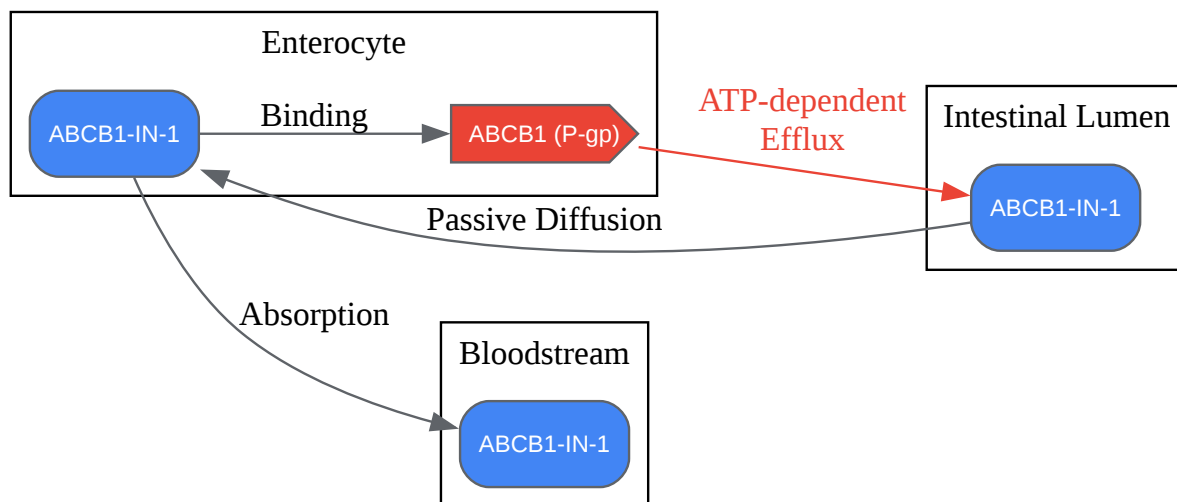 Enterocyte
ABCB1-IN-1
Binding
ABCB1 (P-gp)
ATP-dependent
Efflux
Intestinal Lumen
ABCB1-IN-1
Passive Diffusion
Absorption
Bloodstream
ABCB1-IN-1